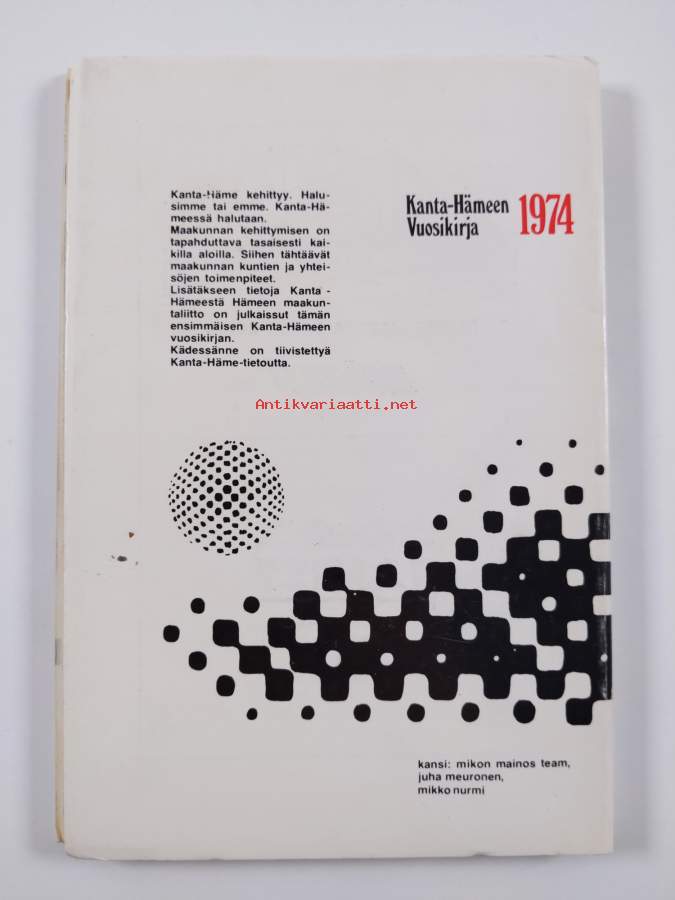 Kanta-Häme kehittyy. Halu-
simme tai emme. Kanta-Hä-
meessä halutaan.
Maakunnan kehittymisen on
tapahduttava tasaisesti kai-
killa aloilla. Siihen tähtäävät
maakunnan kuntien ja yhtei-
söjen toimenpiteet.
Lisätäkseen tietoja Kanta -
Hämeestä Hämeen maakun-
taliitto on julkaissut tämän
ensimmäisen Kanta-Hämeen
vuosikirjan.
Kädessänne on tiivistettyä
Kanta-Häme-tietoutta.
Kanta-Hämeen
Vuosikirja
1974
Antikvariaatti.net
kansi: mikon mainos team,
juha meuronen,
mikko nurmi